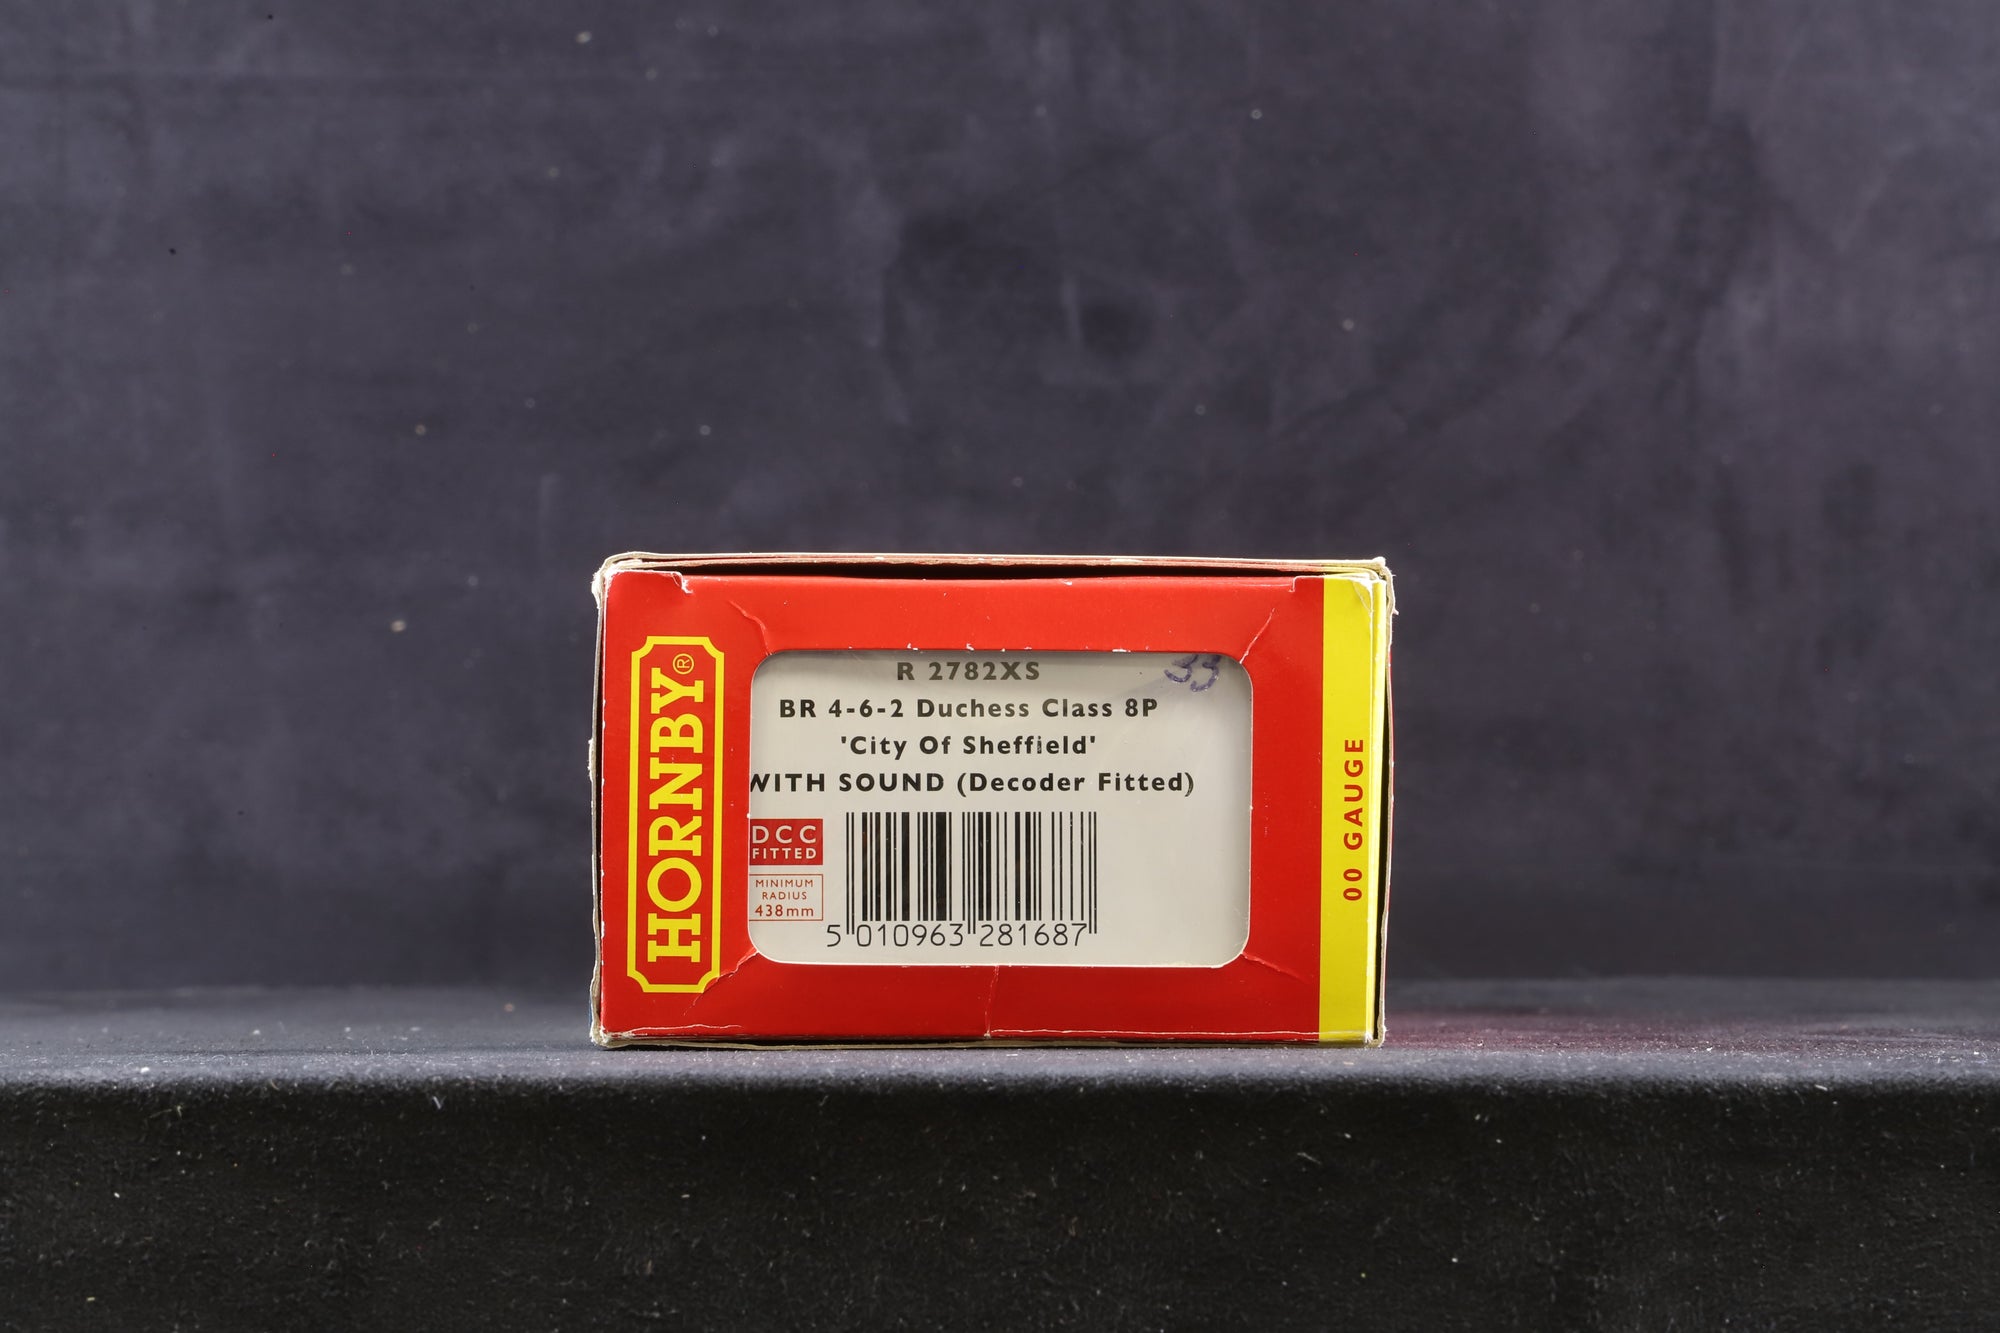 HORNBY®
R 2782XS
33
BR 4-6-2 Duchess Class 8P
'City Of Sheffield'
WITH SOUND (Decoder Fitted)
DCC
FITTED
MINIMUM
RADIUS
438mm
5 010963 281687
00 GAUGE